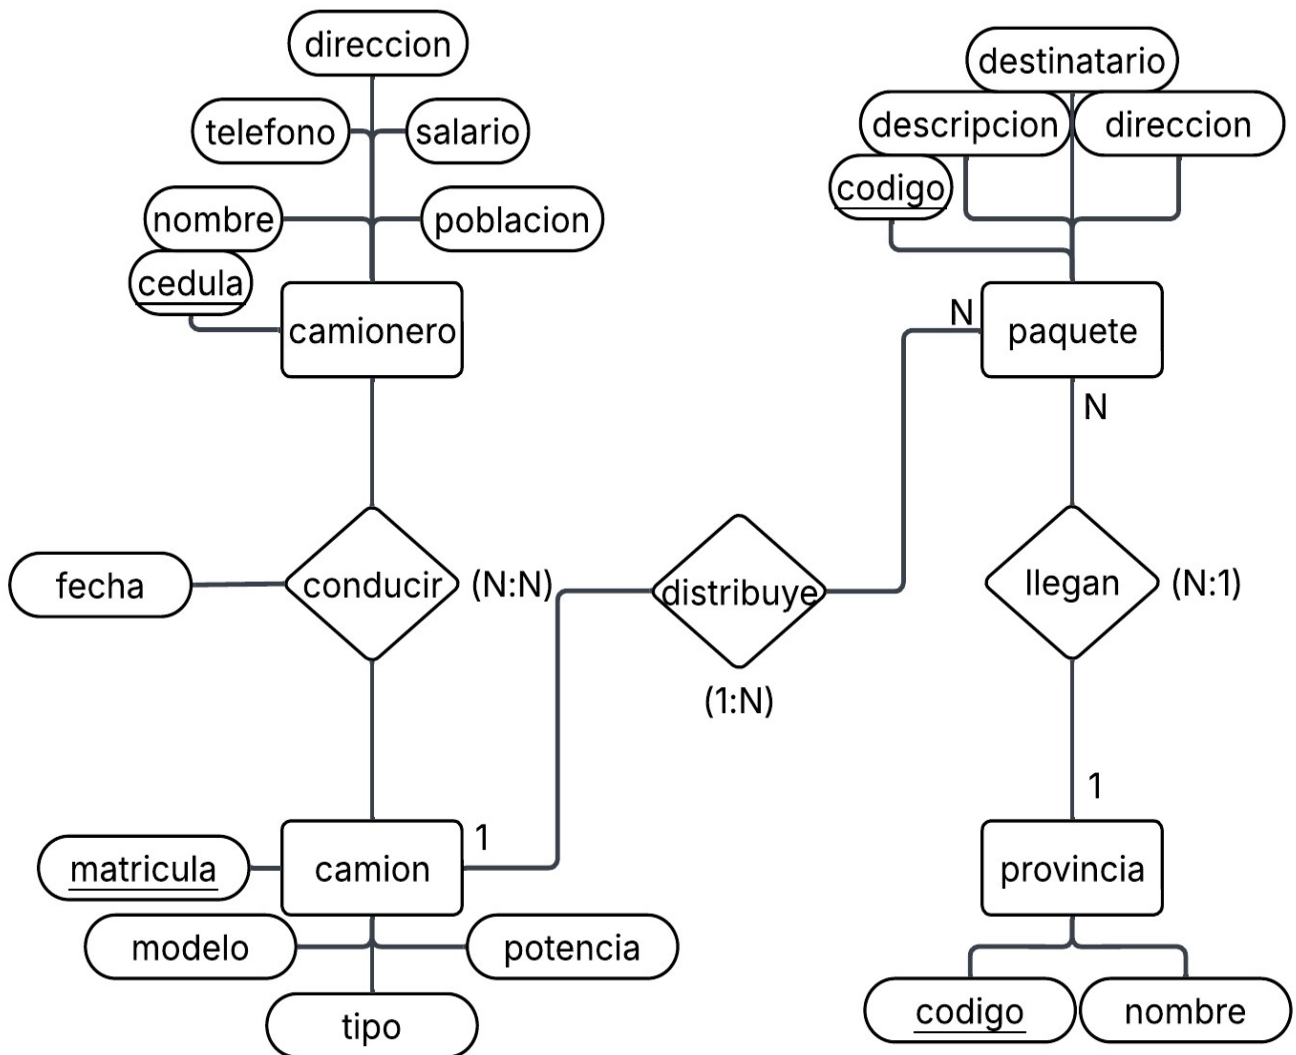 direccion
destinatario
telefono
salario
descripcion
direccion
codigo
nombre
poblacion
cedula
camionero
N
paquete
N
fecha
conducir
(N:N)
distribuye
llegan
(N:1)
(1:N)
1
1
matricula
camion
provincia
modelo
potencia
codigo
nombre
tipo